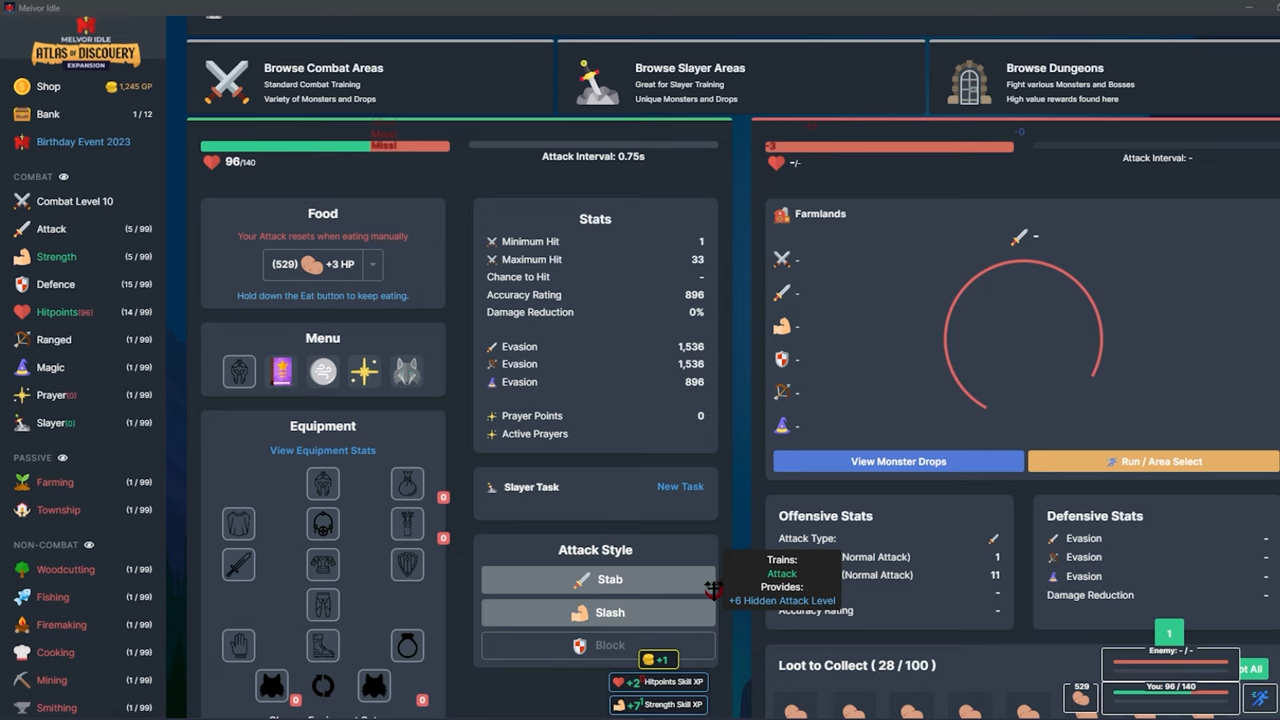 Melvor Idle
MELVOR IDLE
ATLAS OF DISCOVERY
EXPANSION
Shop
1,245 GP
Bank
1 / 12
Birthday Event 2023
COMBAT
Combat Level 10
Attack
(5 / 99)
Strength
(5 / 99)
Defence
(15 / 99)
Hitpoints(96)
(14 / 99)
Ranged
(1 / 99)
Magic
(1 / 99)
Prayer(0)
(1 / 99)
Slayer(0)
(1 / 99)
PASSIVE
Farming
(1 / 99)
Township
(1 / 99)
NON-COMBAT
Woodcutting
(1 / 99)
Fishing
(1 / 99)
Firemaking
(1 / 99)
Cooking
(1 / 99)
Mining
(1 / 99)
Smithing
(1 / 99)
Browse Combat Areas
Standard Combat Training
Variety of Monsters and Drops
Browse Slayer Areas
Great for Slayer Training
Unique Monsters and Drops
Browse Dungeons
Fight various Monsters and Bosses
High value rewards found here
Miss!
Miss!
96/140
Attack Interval: 0.75s
Food
Your Attack resets when eating manually
(529) +3 HP
Hold down the Eat button to keep eating.
Menu
Equipment
View Equipment Stats
0
0
0
0
Stats
Minimum Hit
1
Maximum Hit
33
Chance to Hit
-
Accuracy Rating
896
Damage Reduction
0%
Evasion
1,536
Evasion
1,536
Evasion
896
Prayer Points
0
Active Prayers
Slayer Task
New Task
Attack Style
Stab
Slash
Block
+1
+2 Hitpoints Skill XP
+7 Strength Skill XP
Trains:
Attack
Provides:
+6 Hidden Attack Level
-0
-3
-/-
Attack Interval: -
Farmlands
-
-
-
-
-
-
-
View Monster Drops
Run / Area Select
Offensive Stats
Attack Type:
(Normal Attack)
1
(Normal Attack)
11
-
Accuracy Rating
-
Defensive Stats
Evasion
-
Evasion
-
Evasion
-
Damage Reduction:
-
Loot to Collect ( 28 / 100 )
1
Enemy: - / -
You: 96 / 140
529
ot All